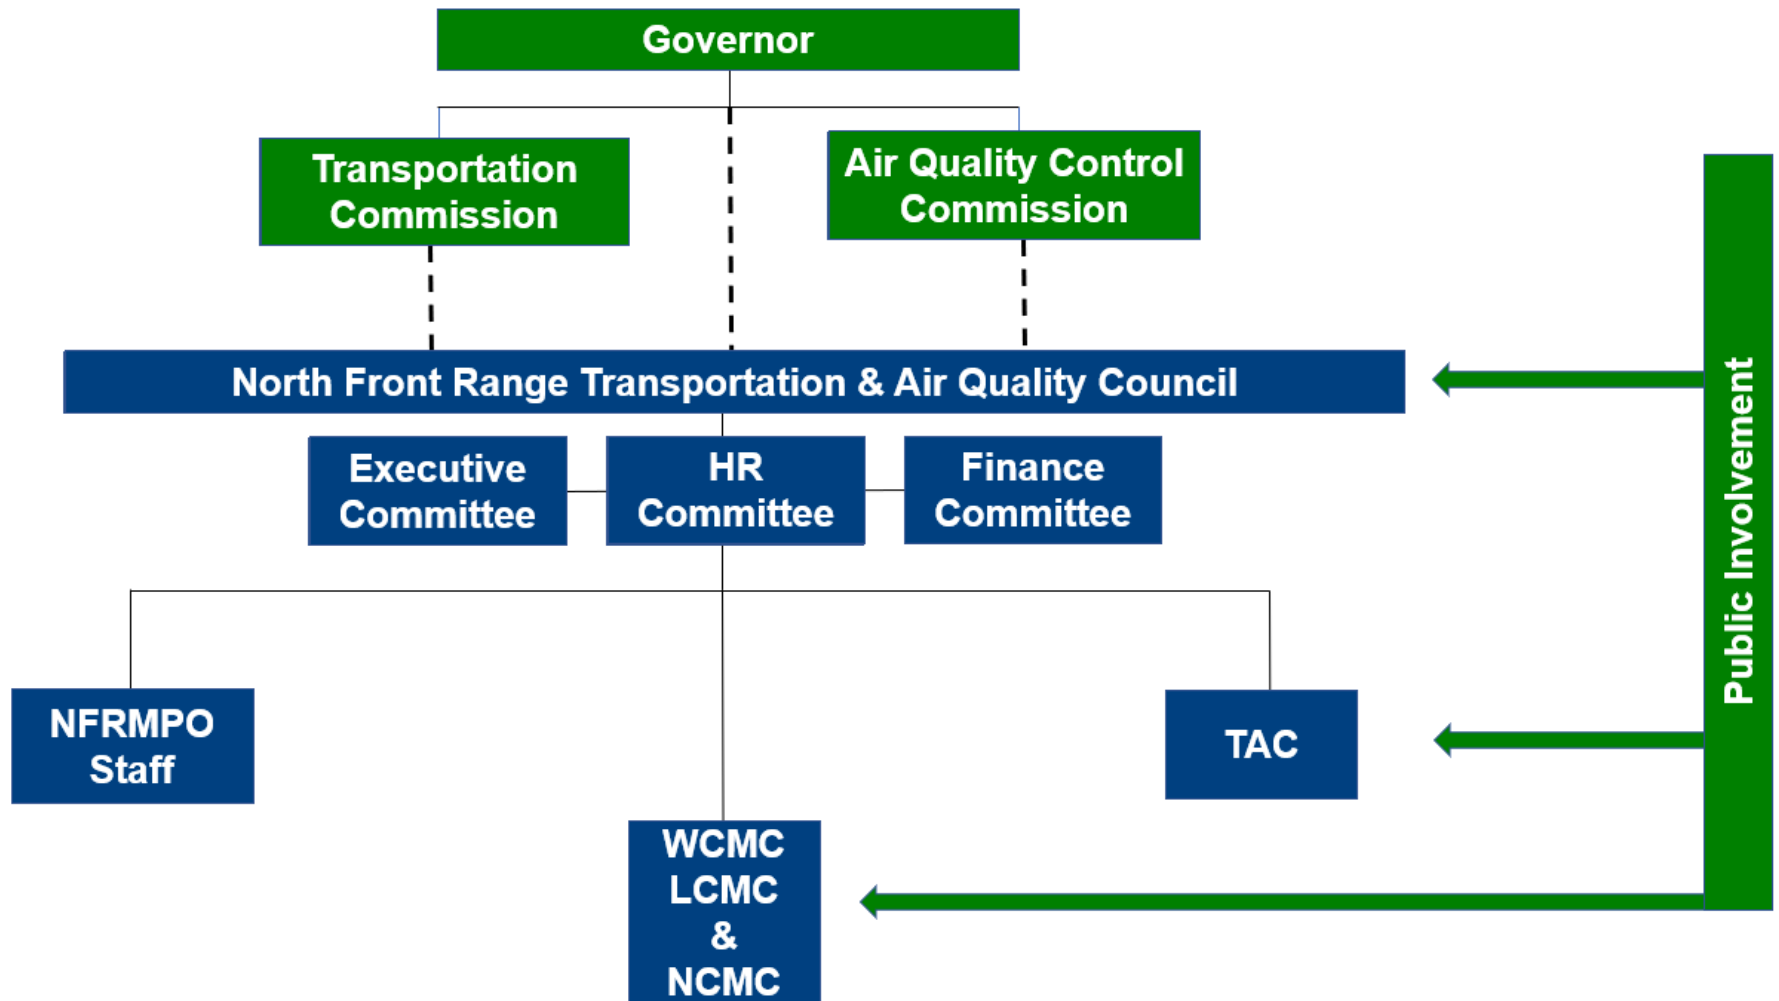 Governor
Transportation
Commission
Air Quality Control
Commission
North Front Range Transportation & Air Quality Council
Executive
Committee
HR
Committee
Finance
Committee
NFRMPO
Staff
TAC
WCMC
LCMC
&
NCMC
Public Involvement